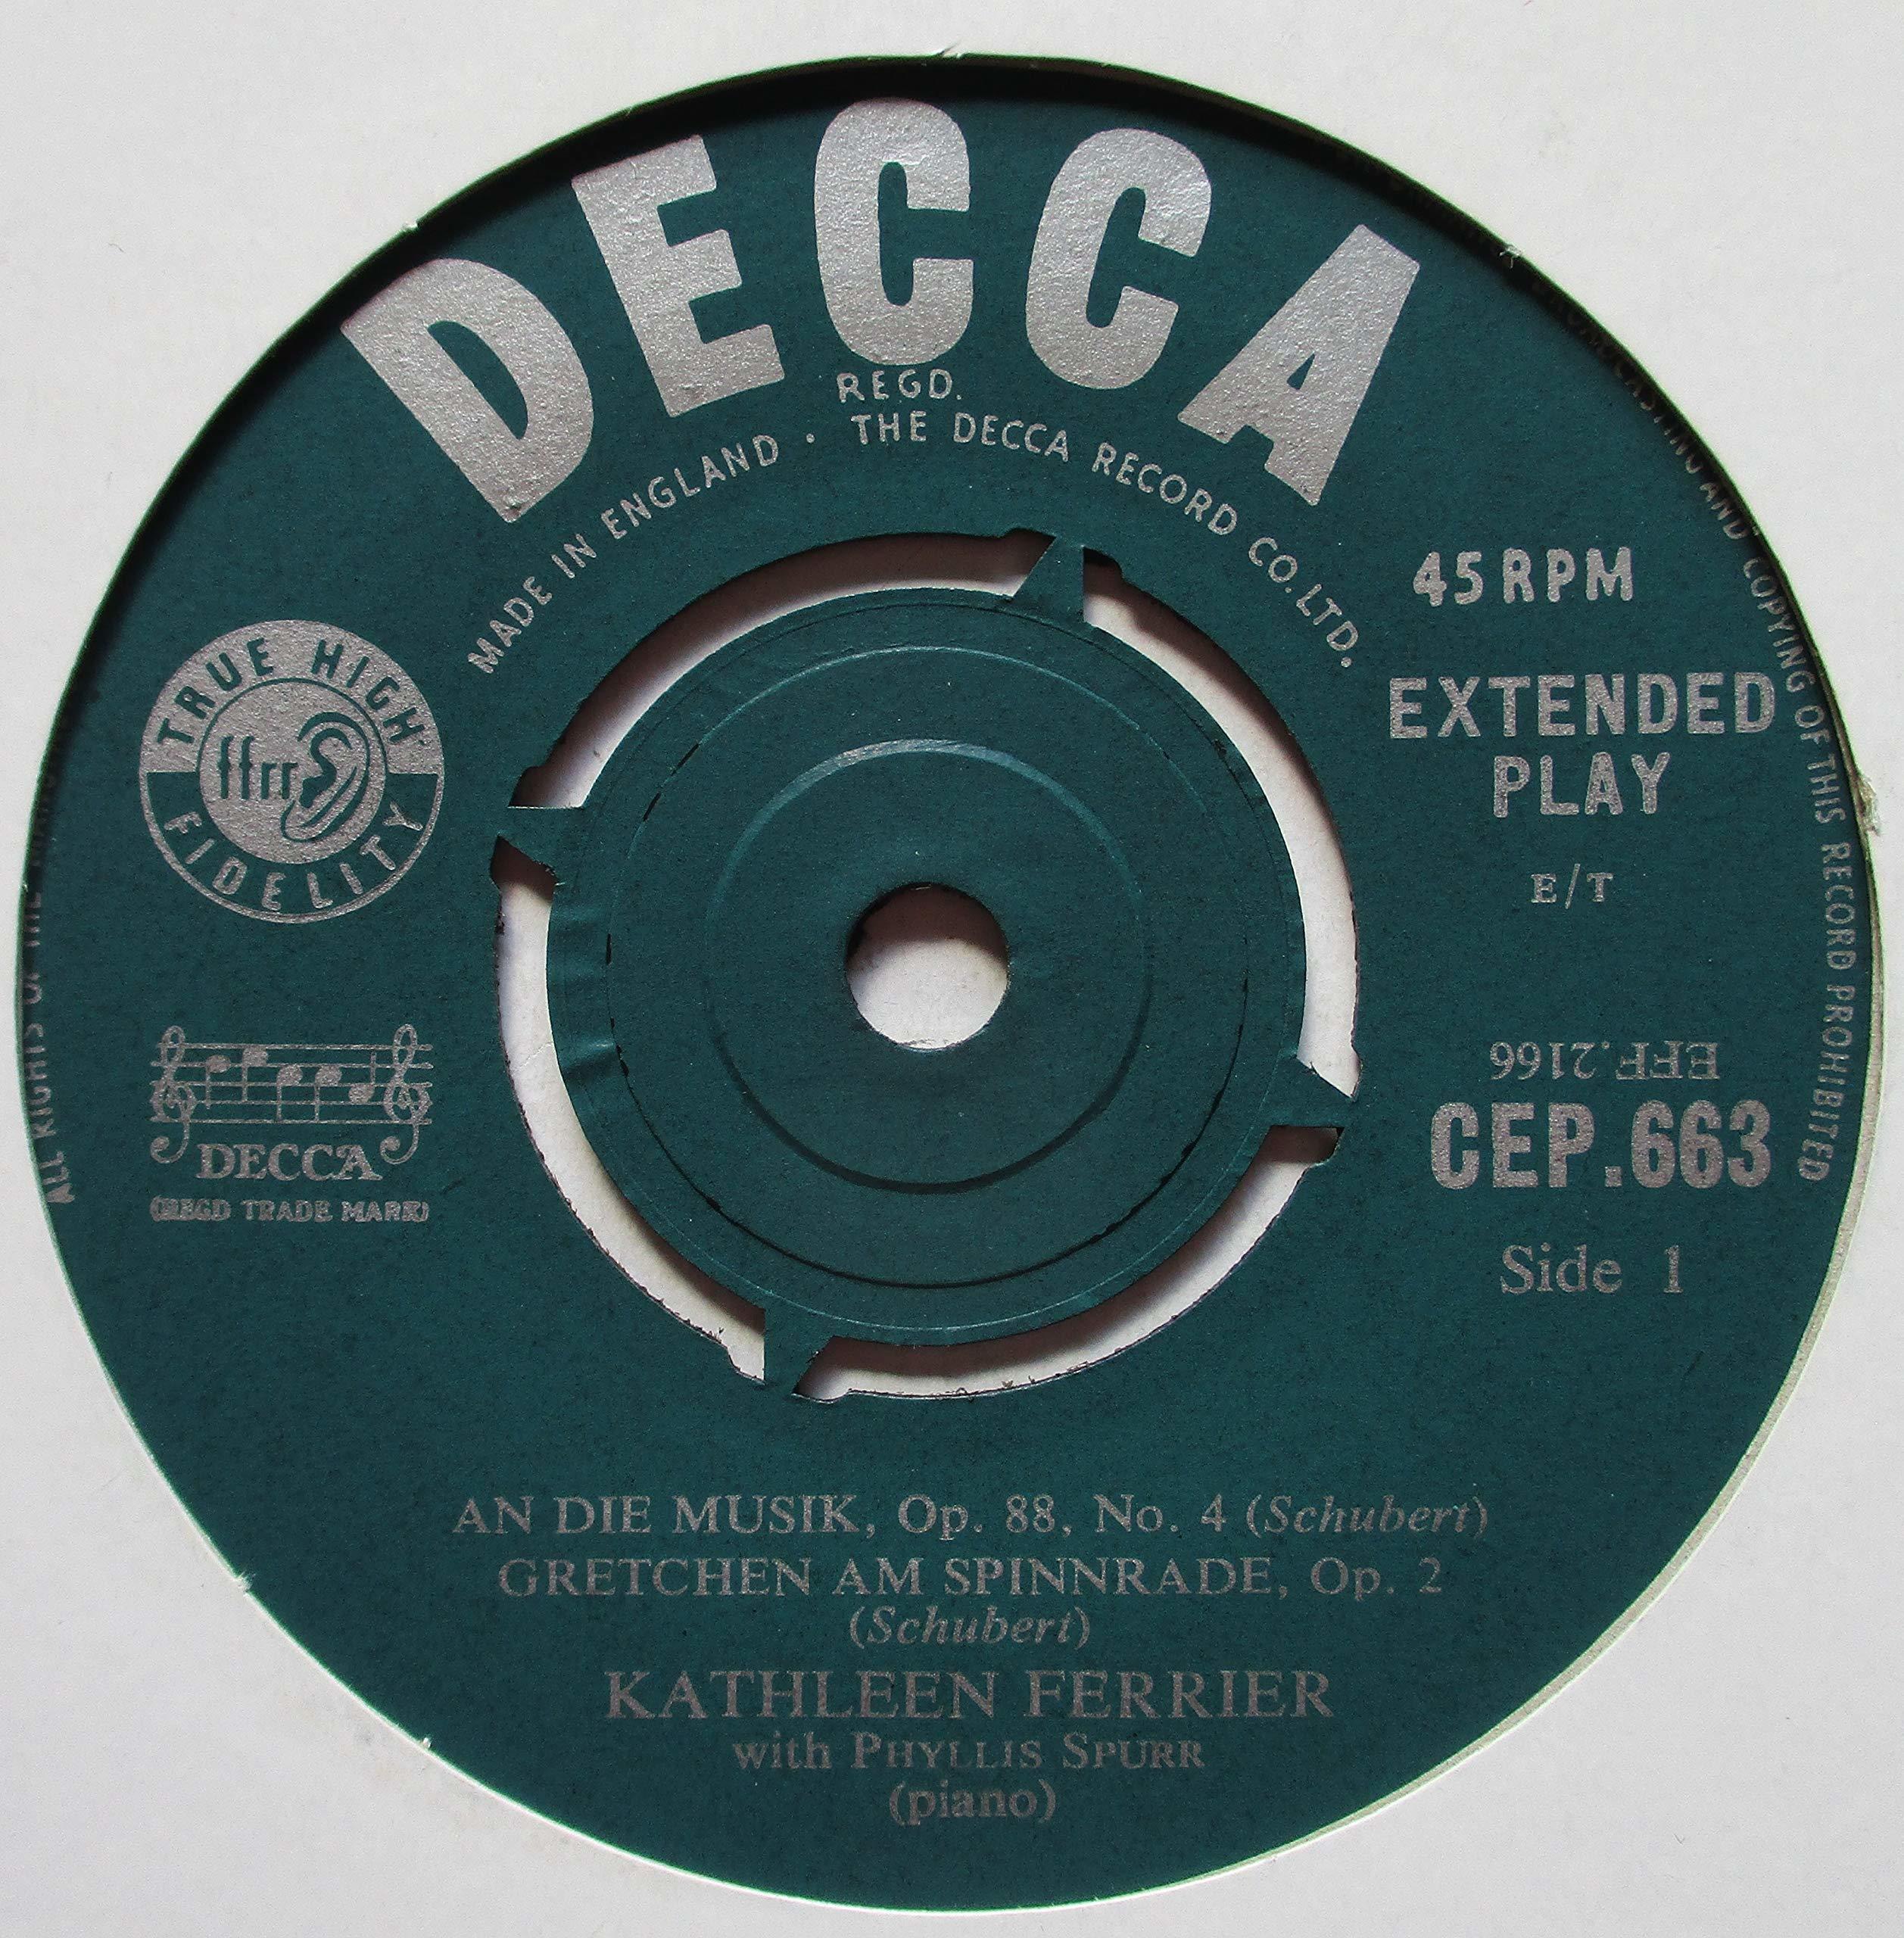 DECCA
REGD.
MADE IN ENGLAND · THE DECCA RECORD CO. LTD.
TRUE HIGH
ffrr
FIDELITY
45 RPM
EXTENDED
PLAY
E/T
DECCA
(REGD TRADE MARK)
EFF.2166
CEP.663
Side 1
ALL RIGHTS OF THE
AND COPYING OF THIS RECORD PROHIBITED
AN DIE MUSIK, Op. 88, No. 4 (Schubert)
GRETCHEN AM SPINNRADE, Op. 2
(Schubert)
KATHLEEN FERRIER
with PHYLLIS SPURR
(piano)